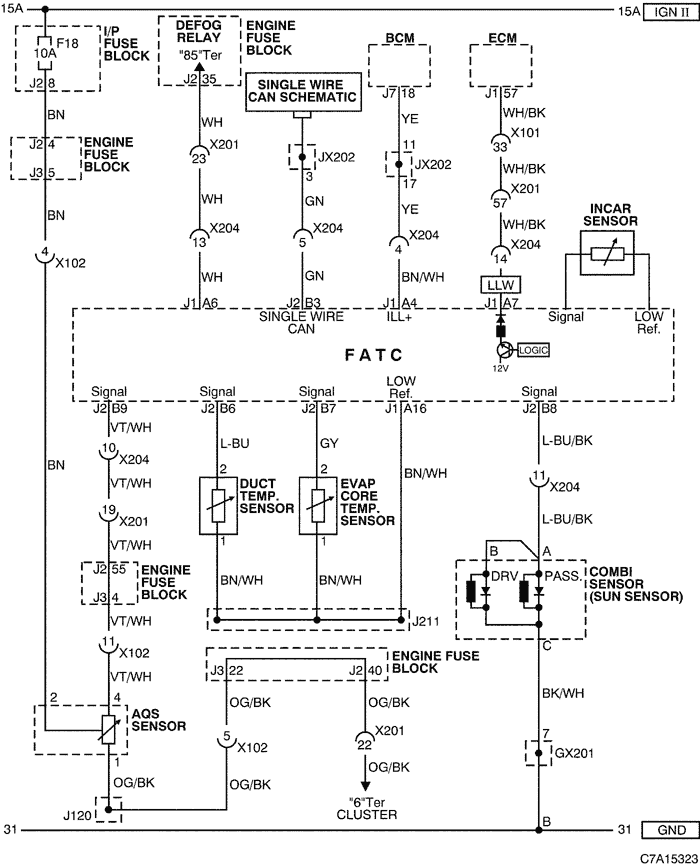 15A
15A IGN II
F18
10A
I/P
FUSE
BLOCK
J2 8
DEFOG
RELAY
"85"Ter
J2 35
ENGINE
FUSE
BLOCK
SINGLE WIRE
CAN SCHEMATIC
BCM
J7 18
ECM
J1 57
BN
J2 4
J3 5
ENGINE
FUSE
BLOCK
BN
4
X102
BN
WH
X201
23
WH
X204
13
WH
J1 A6
JX202
3
GN
X204
5
GN
J2 B3
SINGLE WIRE
CAN
YE
11
JX202
17
YE
X204
4
BN/WH
J1 A4
ILL+
WH/BK
X101
33
WH/BK
X201
57
WH/BK
X204
14
LLW
J1 A7
INCAR
SENSOR
Signal
LOW
Ref.
LOGIC
12V
FATC
Signal
J2 B9
Signal
J2 B6
Signal
J2 B7
LOW
Ref.
J1 A16
Signal
J2 B8
VT/WH
10
X204
VT/WH
19
X201
VT/WH
J2 55
J3 4
ENGINE
FUSE
BLOCK
VT/WH
11
X102
VT/WH
2
4
AQS
SENSOR
1
OG/BK
J120
L-BU
2
DUCT
TEMP.
SENSOR
1
BN/WH
GY
2
EVAP
CORE
TEMP.
SENSOR
1
BN/WH
BN/WH
J211
L-BU/BK
11
X204
L-BU/BK
B
A
DRV
PASS.
COMBI
SENSOR
(SUN SENSOR)
C
BK/WH
7
GX201
B
J3 22
J2 40
ENGINE FUSE
BLOCK
OG/BK
5
X102
OG/BK
OG/BK
X201
22
OG/BK
"6"Ter
CLUSTER
31
31 GND
C7A15323